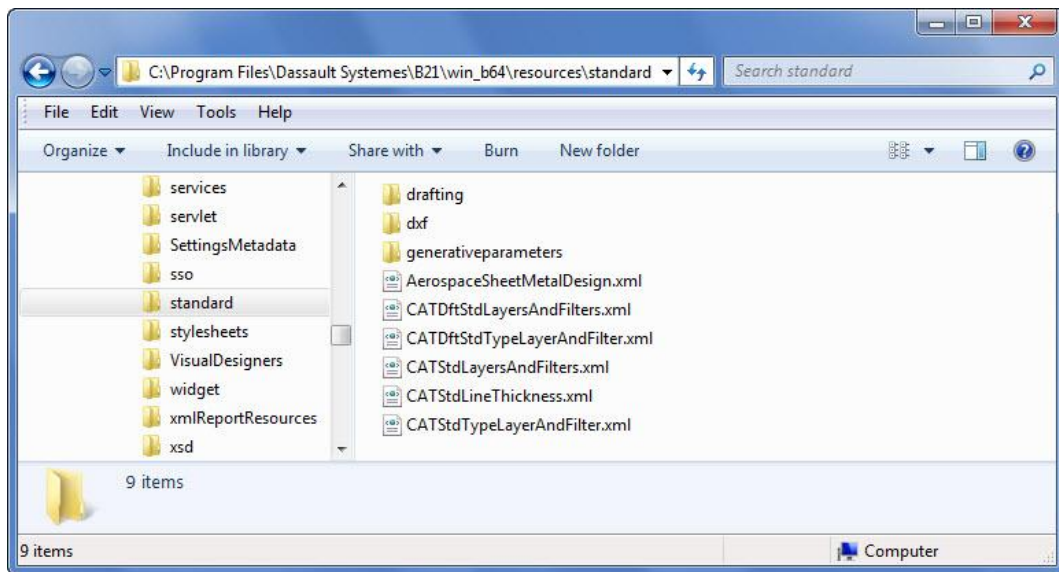 C:\Program Files\Dassault Systemes\B21\win_b64\resources\standard
Search standard
File Edit View Tools Help
Organize Include in library Share with Burn New folder
services
servlet
SettingsMetadata
sso
standard
stylesheets
VisualDesigners
widget
xmlReportResources
xsd
drafting
dxf
generativeparameters
AerospaceSheetMetalDesign.xml
CATDftStdLayersAndFilters.xml
CATDftStdTypeLayerAndFilter.xml
CATStdLayersAndFilters.xml
CATStdLineThickness.xml
CATStdTypeLayerAndFilter.xml
9 items
9 items Computer